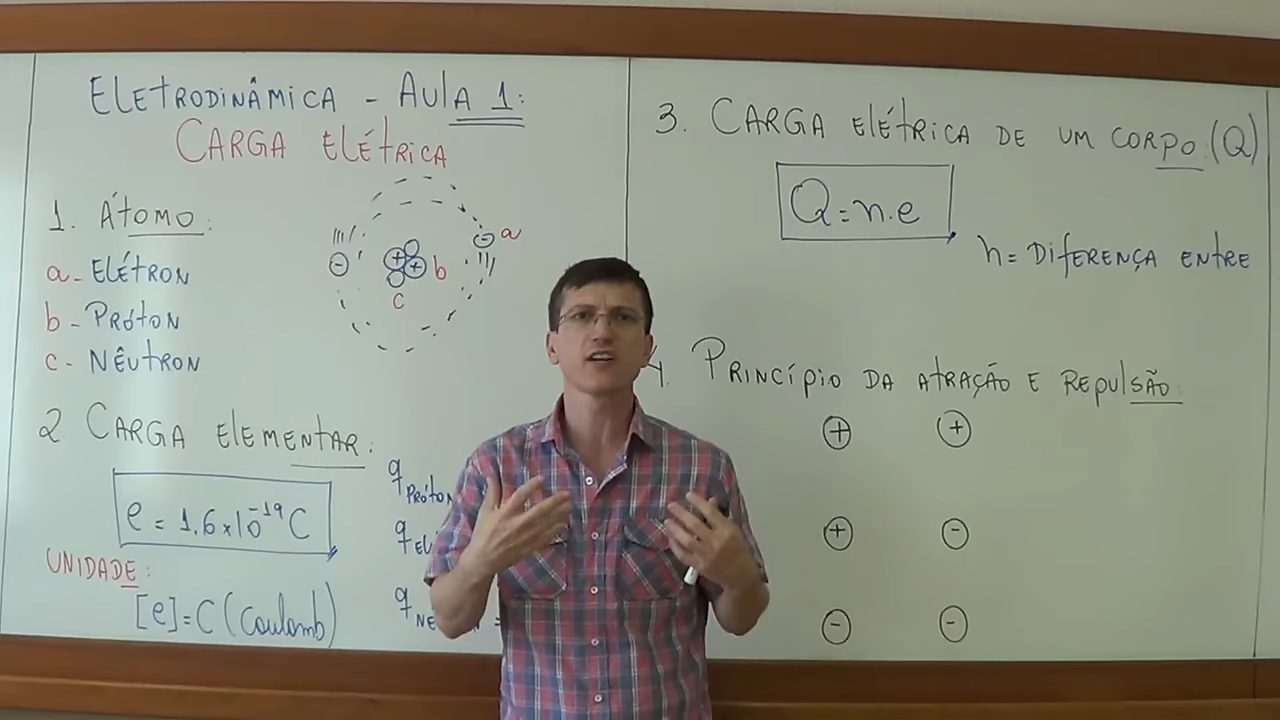 Eletrodinâmica - Aula 1:
Carga elétrica
1. Átomo:
a - Elétron
b - Próton
c - Nêutron
- - a
+ + b
c
2 Carga elementar:
e = 1,6 x 10⁻¹⁹ C
Unidade:
[e] = C (Coulomb)
q Próton
q
q
=
3. Carga elétrica de um corpo (Q)
Q = n.e
n = Diferença entre
Princípio da atração e repulsão:
+ +
+ -
- -